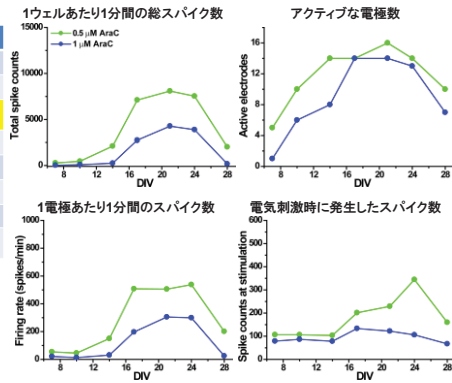 1ウェルあたり1分間の総スパイク数
15000
10000
5000
0
Total spike counts
0.5 μM AraC
1 μM AraC
8 12 16 20 24 28
DIV
アクティブな電極数
16
12
8
4
0
Active electrodes
8 12 16 20 24 28
DIV
1電極あたり1分間のスパイク数
1000
800
600
400
200
0
Firing rate (spikes/min)
8 12 16 20 24 28
DIV
電気刺激時に発生したスパイク数
600
500
400
300
200
100
0
Spike counts at stimulation
8 12 16 20 24 28
DIV